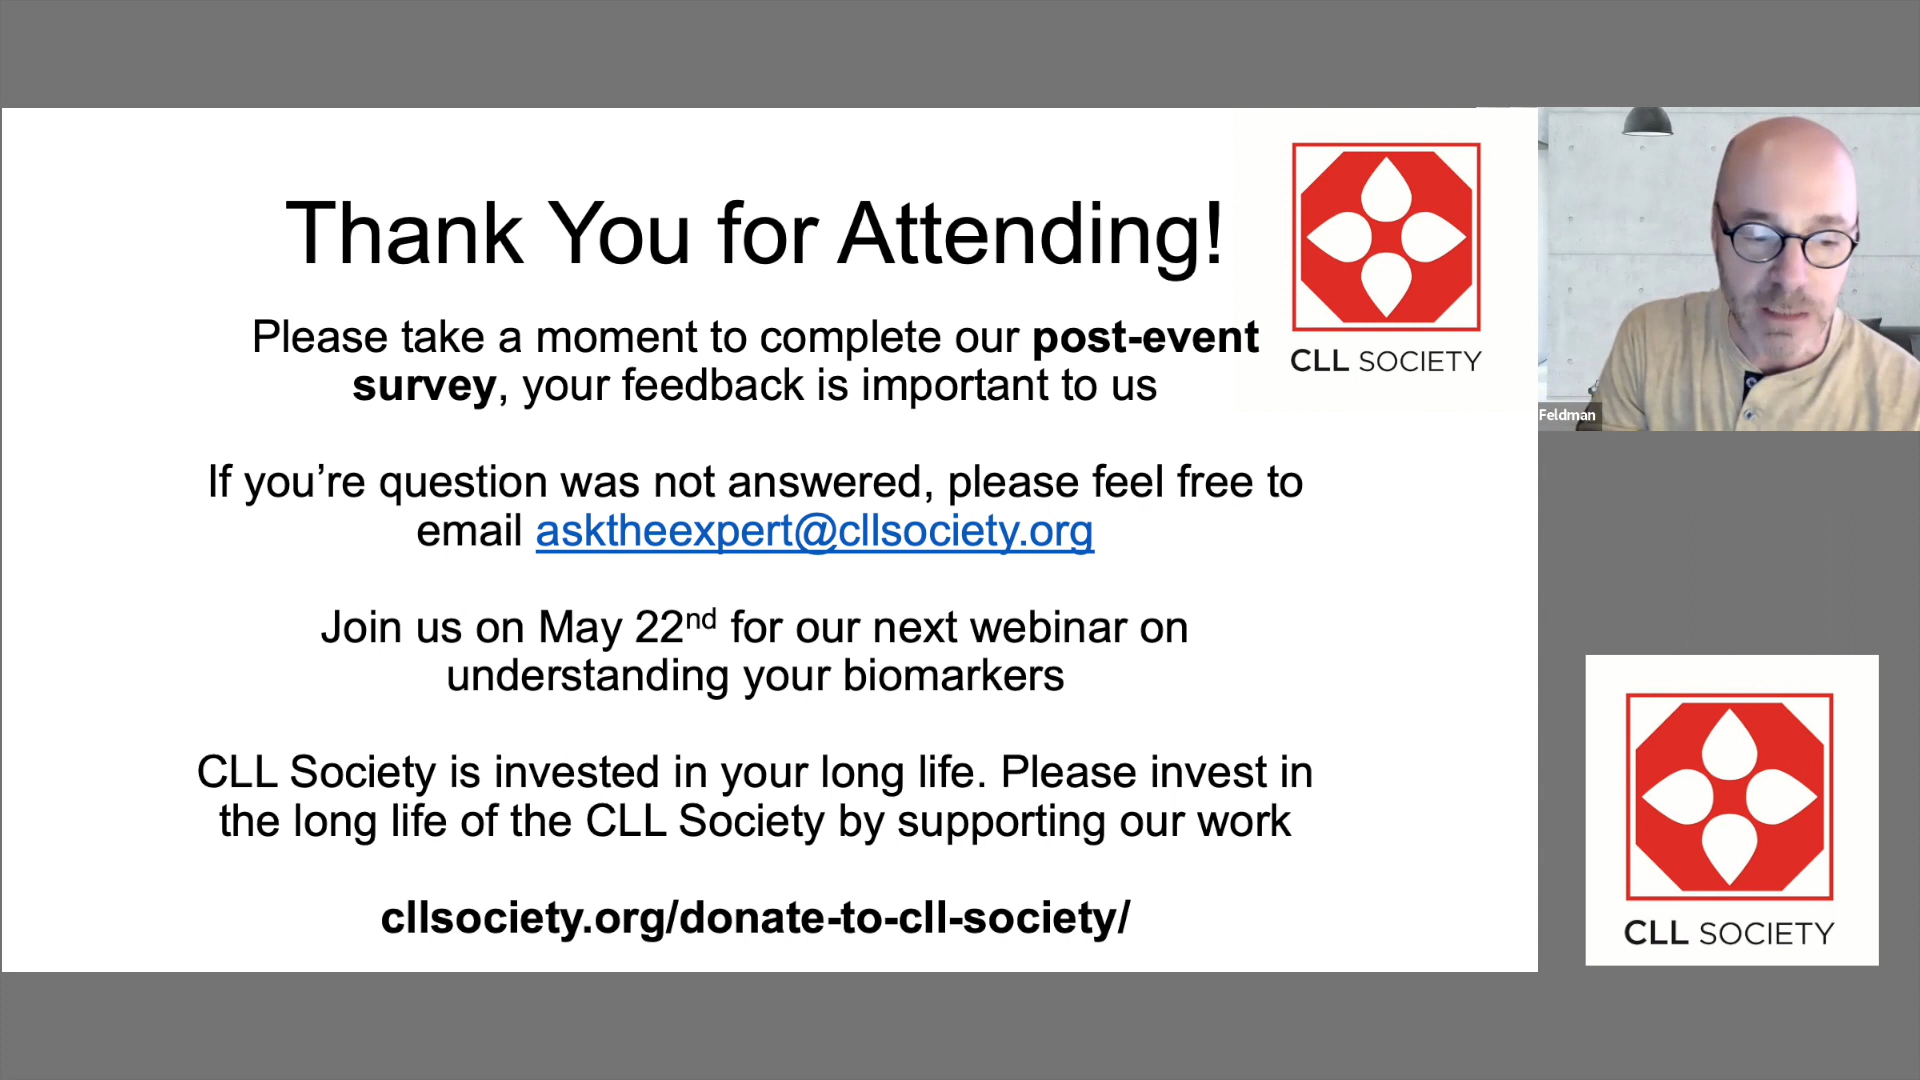 Thank You for Attending!
Please take a moment to complete our post-event
survey, your feedback is important to us
If you’re question was not answered, please feel free to
email asktheexpert@cllsociety.org
Join us on May 22nd for our next webinar on
understanding your biomarkers
CLL Society is invested in your long life. Please invest in
the long life of the CLL Society by supporting our work
cllsociety.org/donate-to-cll-society/
CLL SOCIETY
Feldman
CLL SOCIETY